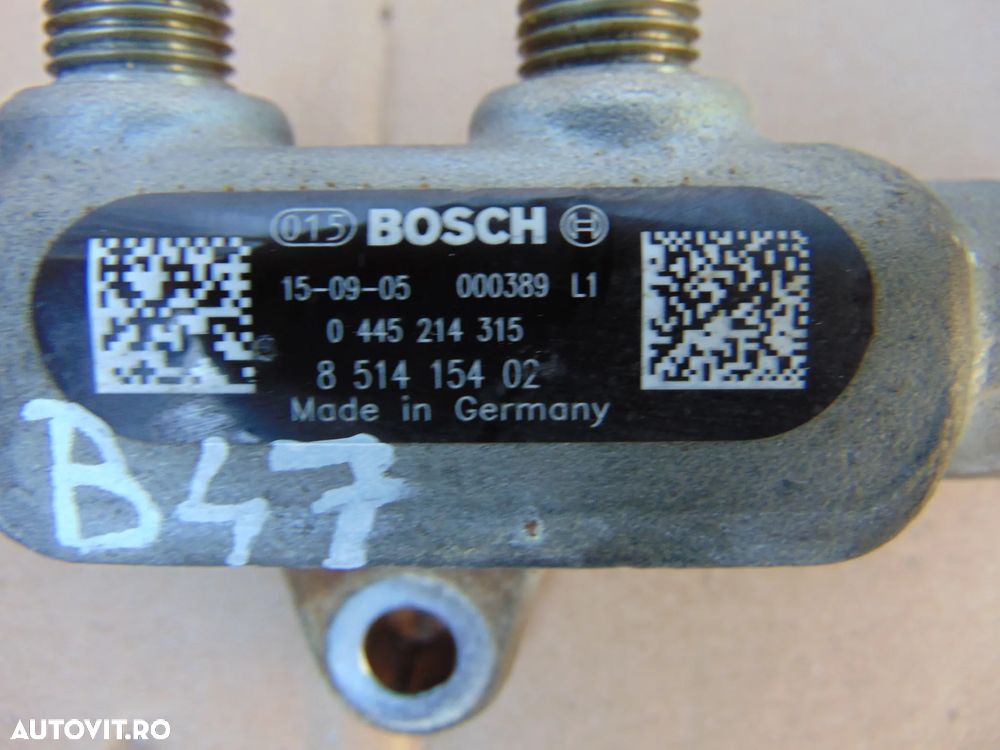 015 BOSCH
15-09-05 000389 L1
0 445 214 315
8 514 154 02
Made in Germany
B47
AUTOVIT.RO